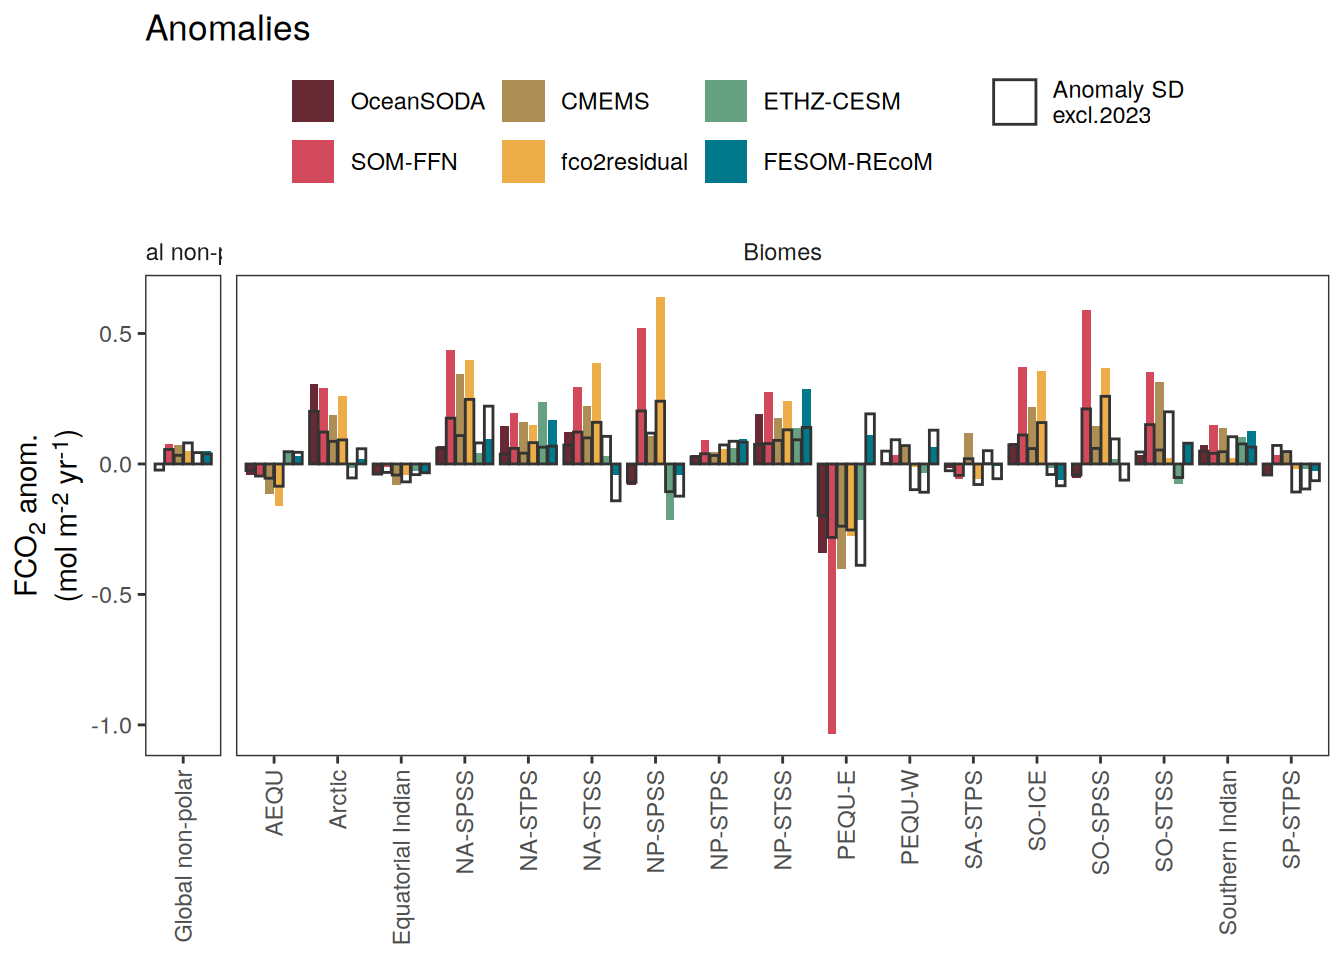 Anomalies
OceanSODA
CMEMS
ETHZ-CESM
Anomaly SD
excl.2023
SOM-FFN
fco2residual
FESOM-REcoM
al non-
Biomes
FCO2 anom.
(mol m-2 yr-1)
0.5
0.0
-0.5
-1.0
Global non-polar
AEQU
Arctic
Equatorial Indian
NA-SPSS
NA-STPS
NA-STSS
NP-SPSS
NP-STPS
NP-STSS
PEQU-E
PEQU-W
SA-STPS
SO-ICE
SO-SPSS
SO-STSS
Southern Indian
SP-STPS